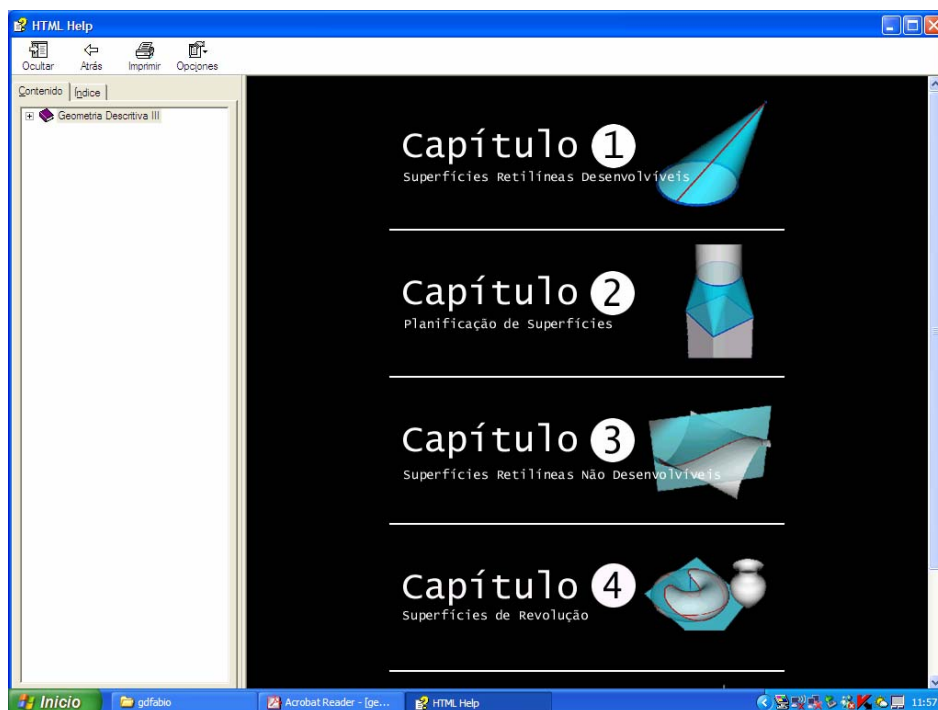 HTML Help
Ocultar Atrás Imprimir Opciones
Contenido Índice
Geometria Descritiva III
Capítulo 1
Superfícies Retilíneas Desenvolvíveis
Capítulo 2
Planificação de Superfícies
Capítulo 3
Superfícies Retilíneas Não Desenvolvíveis
Capítulo 4
Superfícies de Revolução
Inicio gdfabio Acrobat Reader - [ge... HTML Help 11:57